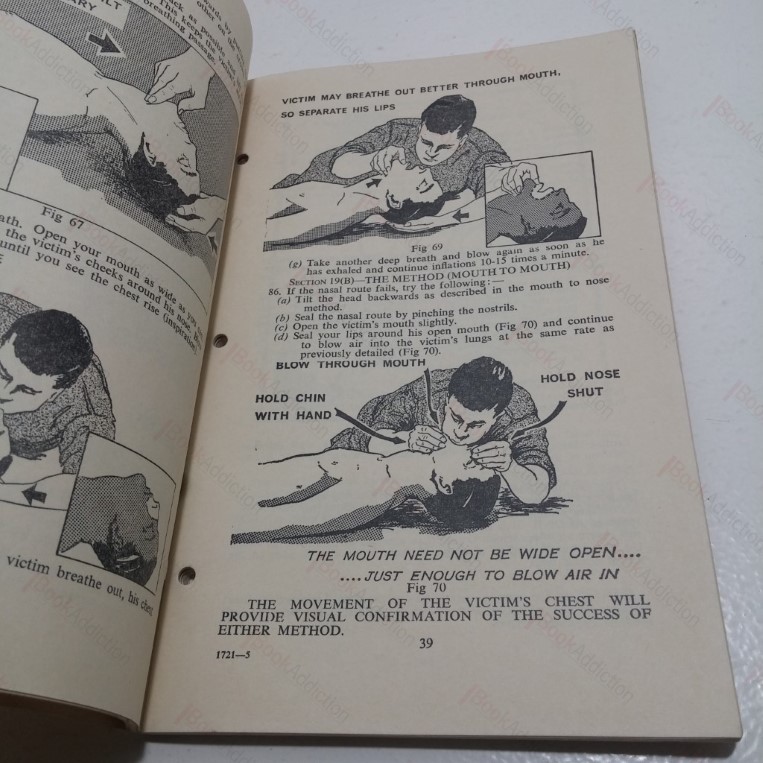 ILT
ARY
Fig 67
ath. Open your mouth as wide as you
the victim's cheeks around his nose
until you see the chest rise (inspiration)
victim breathe out, his chest
VICTIM MAY BREATHE OUT BETTER THROUGH MOUTH,
SO SEPARATE HIS LIPS
Fig 69
(g) Take another deep breath and blow again as soon as he
has exhaled and continue inflations 10-15 times a minute.
SECTION 19(B)—THE METHOD (MOUTH TO MOUTH)
86. If the nasal route fails, try the following:—
(a) Tilt the head backwards as described in the mouth to nose
method.
(b) Seal the nasal route by pinching the nostrils.
(c) Open the victim's mouth slightly.
(d) Seal your lips around his open mouth (Fig 70) and continue
to blow air into the victim's lungs at the same rate as
previously detailed (Fig 70).
BLOW THROUGH MOUTH
HOLD NOSE
SHUT
HOLD CHIN
WITH HAND
THE MOUTH NEED NOT BE WIDE OPEN....
....JUST ENOUGH TO BLOW AIR IN
Fig 70
THE MOVEMENT OF THE VICTIM'S CHEST WILL
PROVIDE VISUAL CONFIRMATION OF THE SUCCESS OF
EITHER METHOD.
39
1721—5
BookAddiction